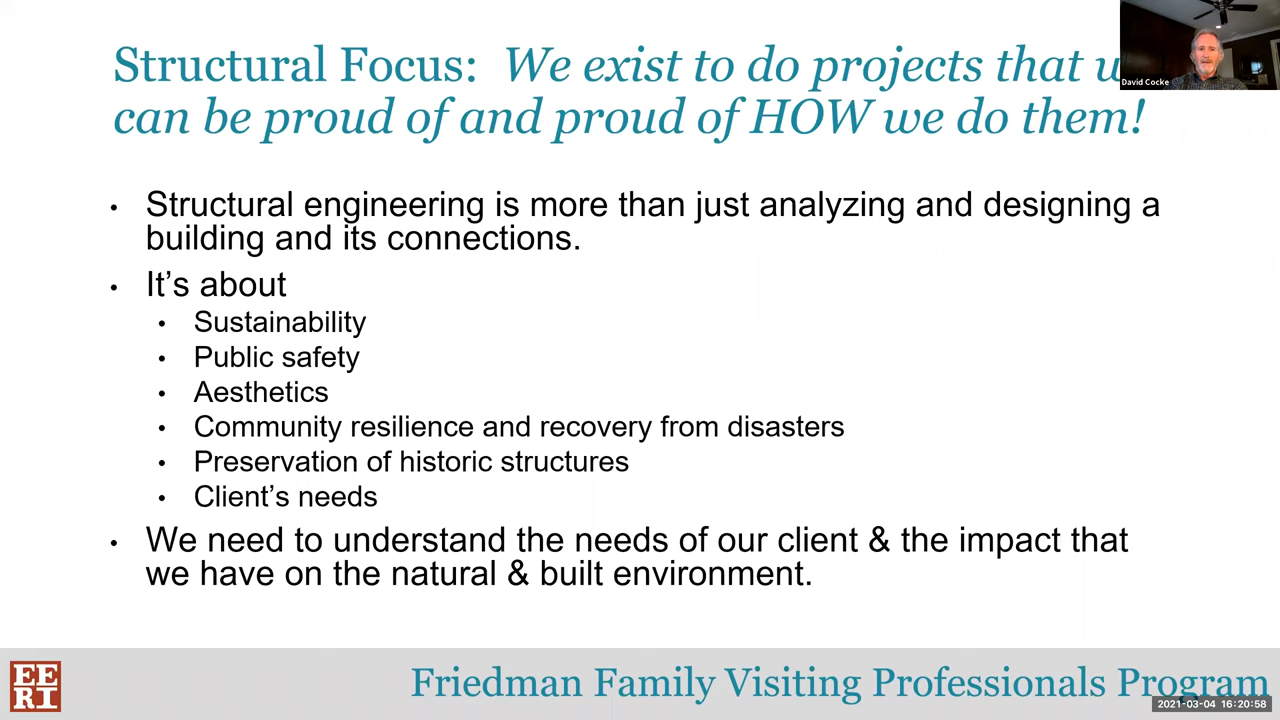 Structural Focus: We exist to do projects that
can be proud of and proud of HOW we do them!
David Cocke
• Structural engineering is more than just analyzing and designing a
building and its connections.
• It's about
• Sustainability
• Public safety
• Aesthetics
• Community resilience and recovery from disasters
• Preservation of historic structures
• Client's needs
• We need to understand the needs of our client & the impact that
we have on the natural & built environment.
EE
RI
Friedman Family Visiting Professionals Program
2021-03-04 16:20:58